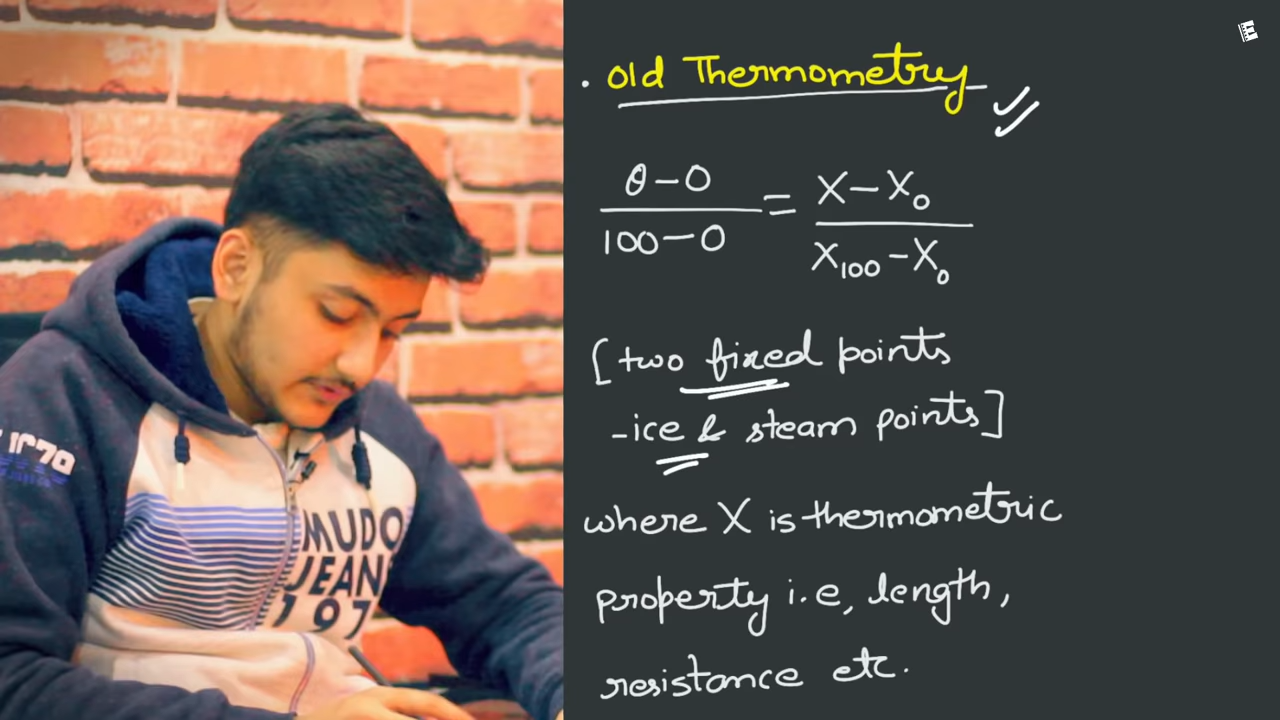 . Old Thermometry
θ-0 / 100-0 = X-X₀ / X₁₀₀-X₀
[two fixed points
-ice & steam points]
where X is thermometric
property i.e, length,
resistance etc.
MUDO
JEAN
197